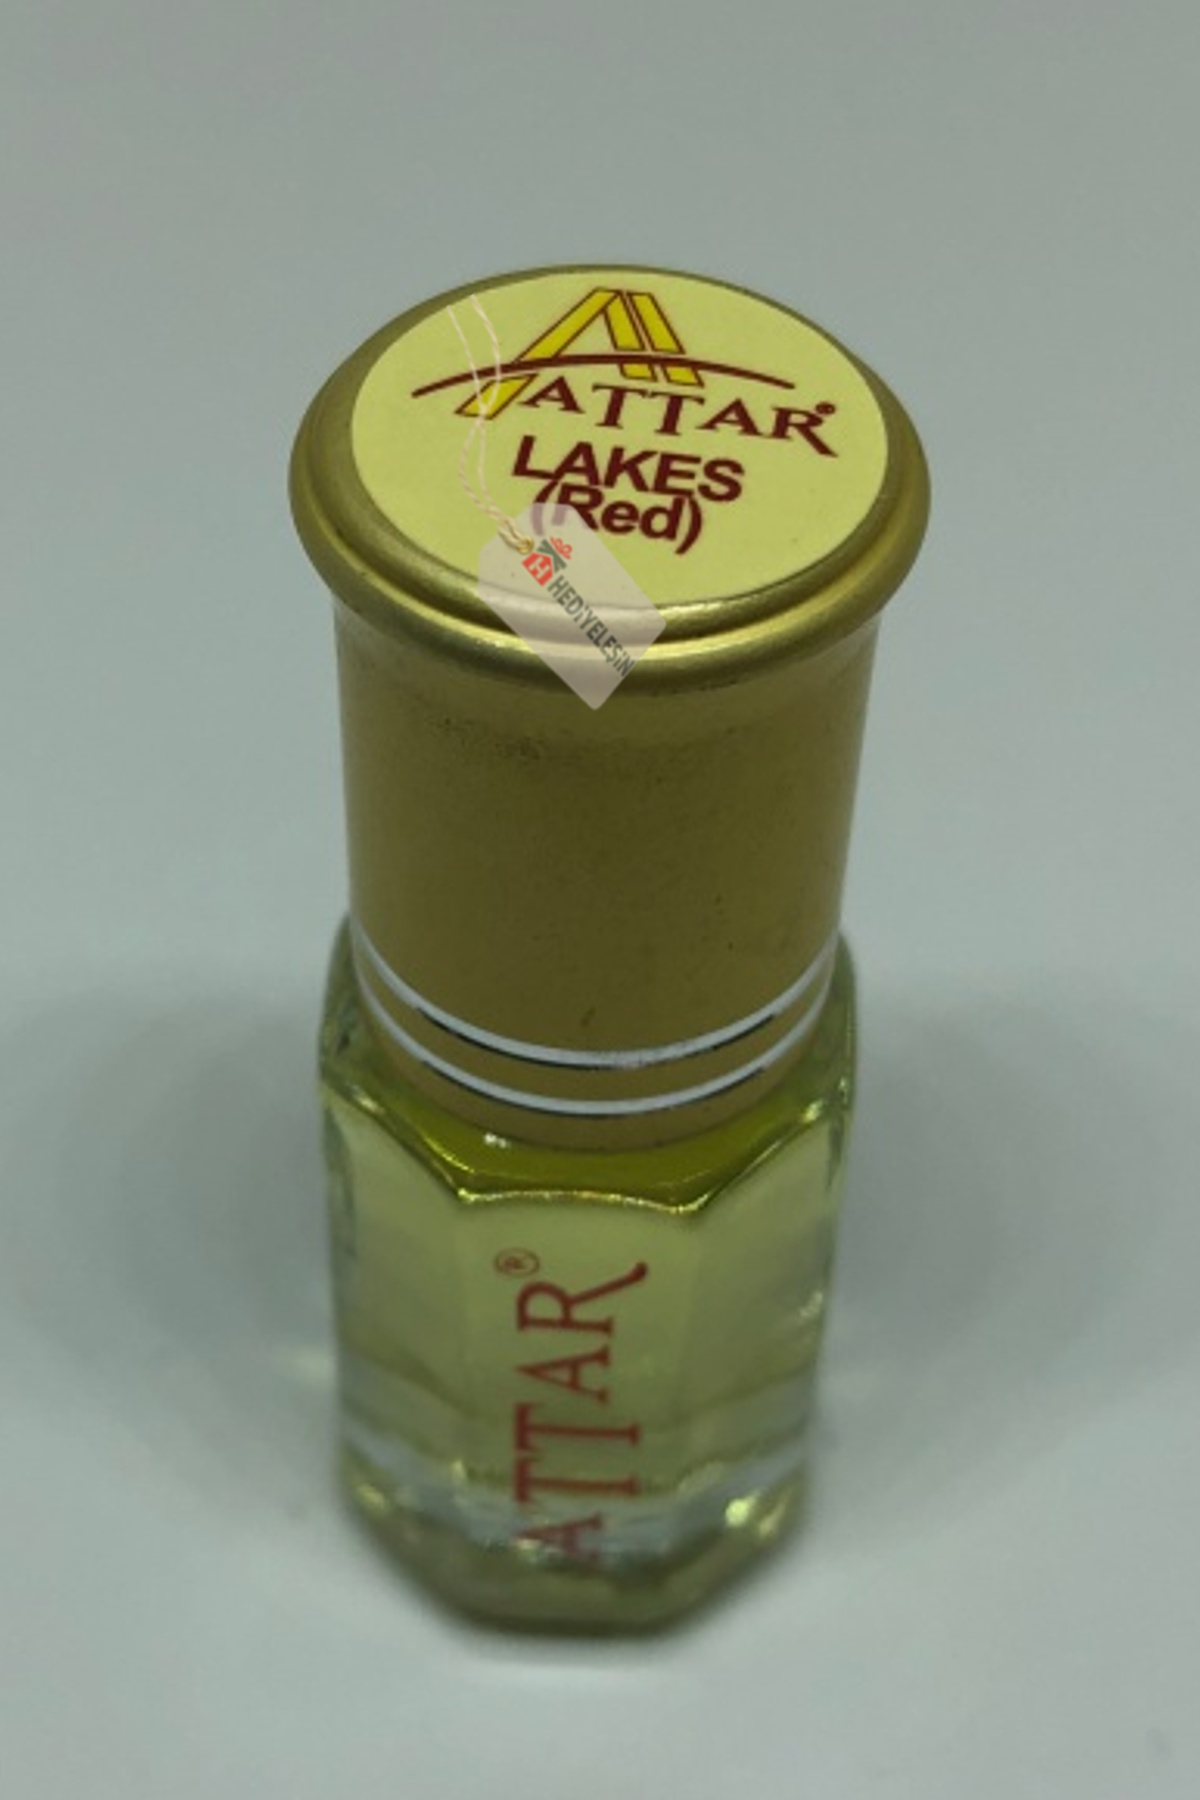 ATTAR®
LAKES
(Red)
H HEDİYELEŞİN
ATTAR®